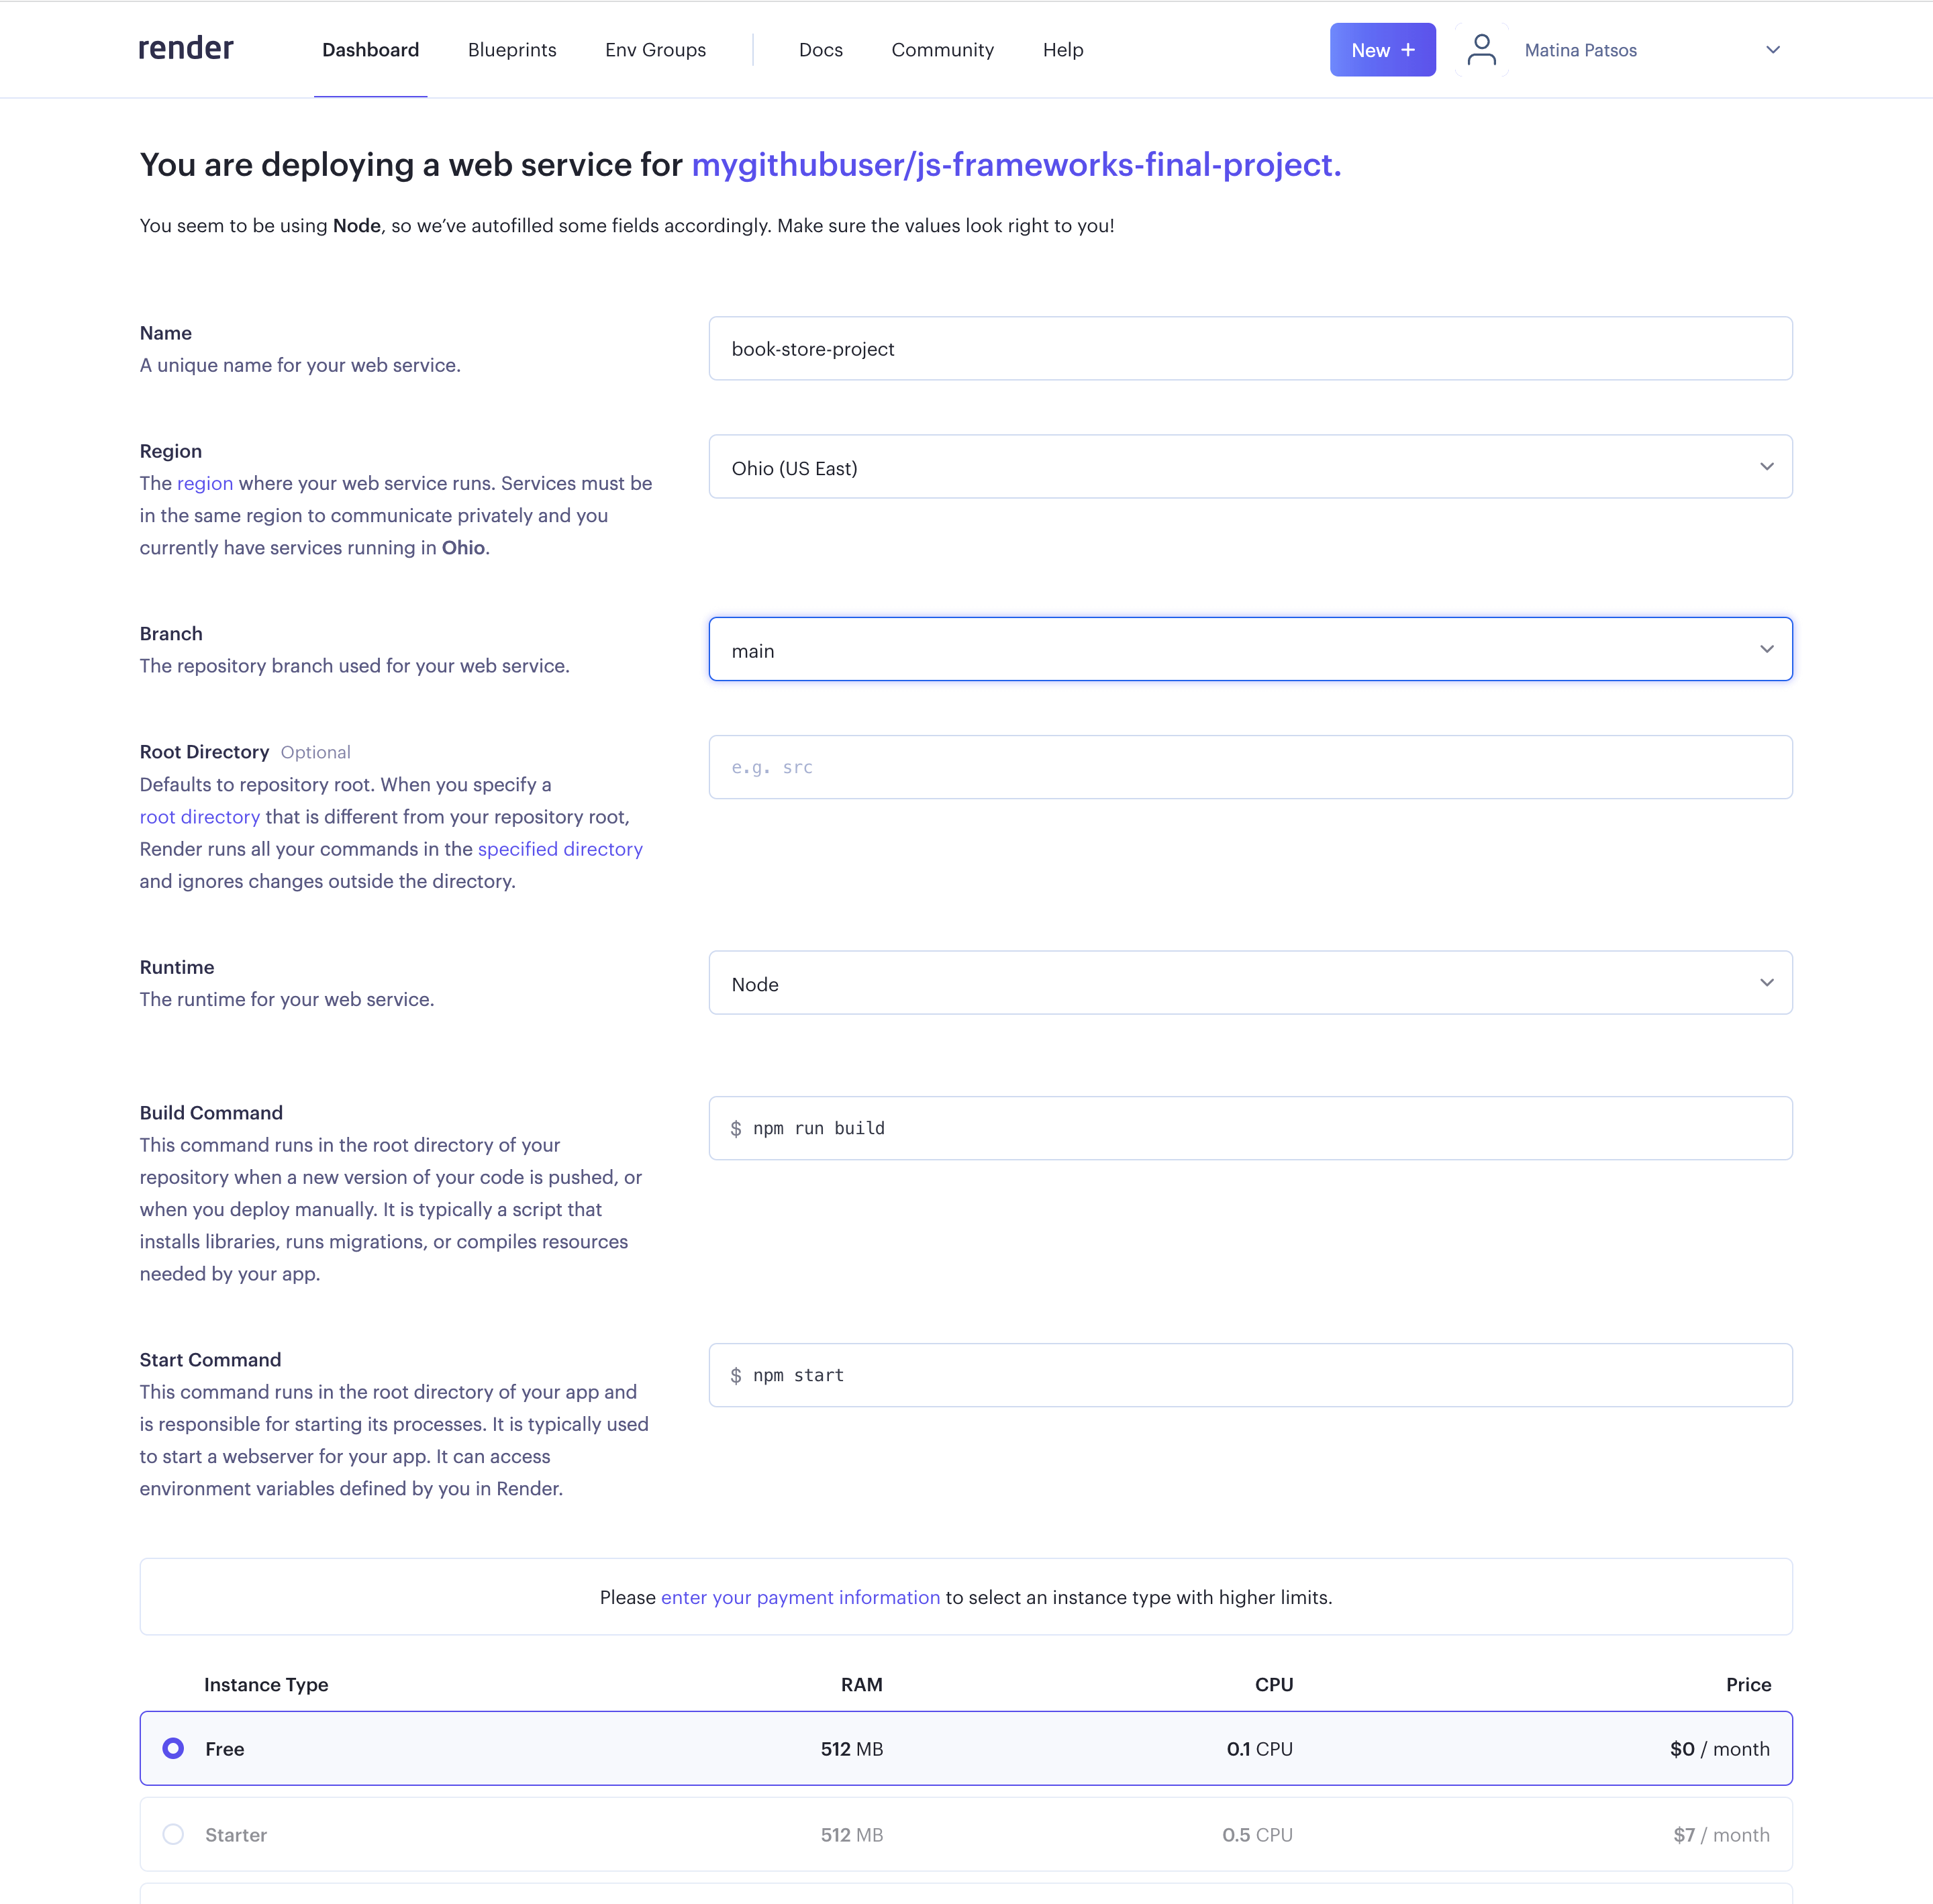 render Dashboard Blueprints Env Groups Docs Community Help New + Matina Patsos
You are deploying a web service for mygithubuser/js-frameworks-final-project.
You seem to be using Node, so we’ve autofilled some fields accordingly. Make sure the values look right to you!
Name
A unique name for your web service.
book-store-project
Region
The region where your web service runs. Services must be
in the same region to communicate privately and you
currently have services running in Ohio.
Ohio (US East)
Branch
The repository branch used for your web service.
main
Root Directory Optional
Defaults to repository root. When you specify a
root directory that is different from your repository root,
Render runs all your commands in the specified directory
and ignores changes outside the directory.
e.g. src
Runtime
The runtime for your web service.
Node
Build Command
This command runs in the root directory of your
repository when a new version of your code is pushed, or
when you deploy manually. It is typically a script that
installs libraries, runs migrations, or compiles resources
needed by your app.
$ npm run build
Start Command
This command runs in the root directory of your app and
is responsible for starting its processes. It is typically used
to start a webserver for your app. It can access
environment variables defined by you in Render.
$ npm start
Please enter your payment information to select an instance type with higher limits.
Instance Type RAM CPU Price
Free 512 MB 0.1 CPU $0 / month
Starter 512 MB 0.5 CPU $7 / month